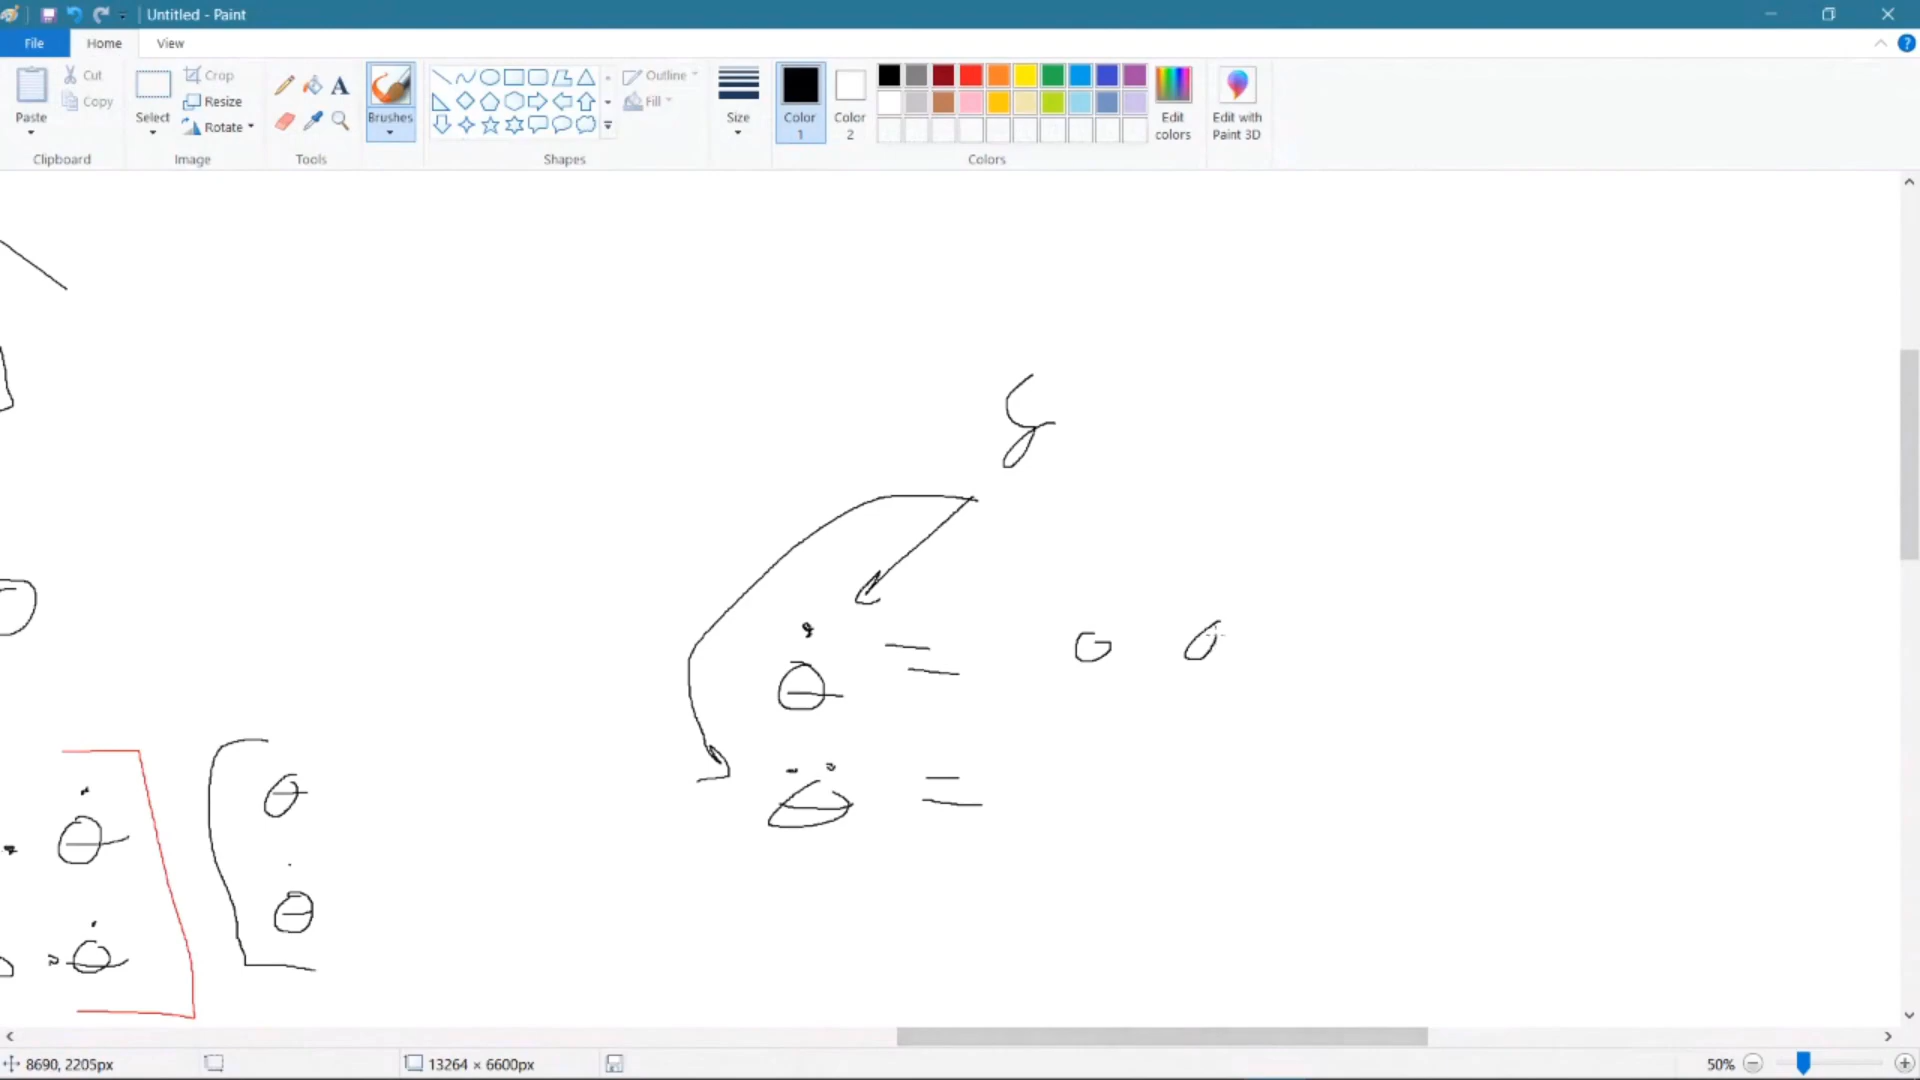 Untitled - Paint
File Home View
Paste
Cut
Copy
Clipboard
Select
Crop
Resize
Rotate
Image
Tools
Brushes
Shapes
Outline
Fill
Size
Color 1
Color 2
Edit colors
Colors
Edit with Paint 3D
θ̇ =
θ̈ =
θ̇
θ
θ̇
8690, 2205px
13264 × 6600px
50%